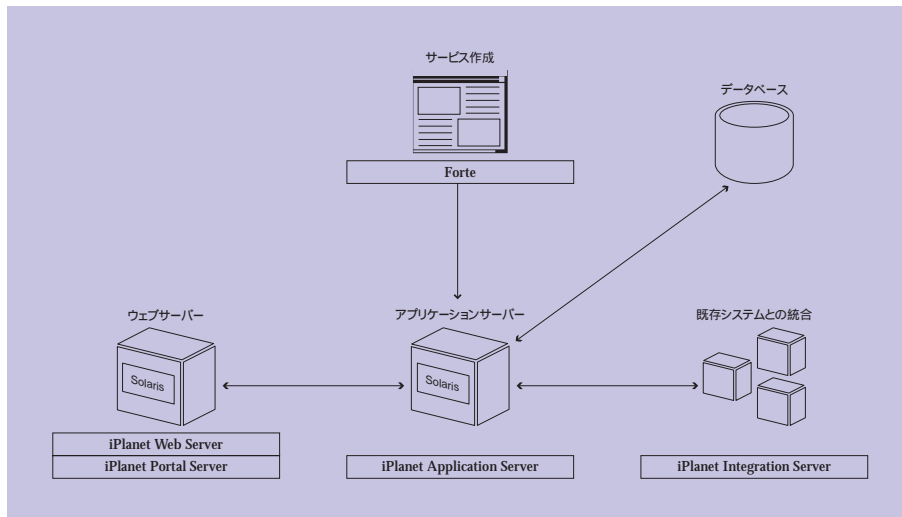 サービス作成
データベース
Forte
ウェブサーバー
アプリケーションサーバー
既存システムとの統合
Solaris
Solaris
iPlanet Web Server
iPlanet Portal Server
iPlanet Application Server
iPlanet Integration Server